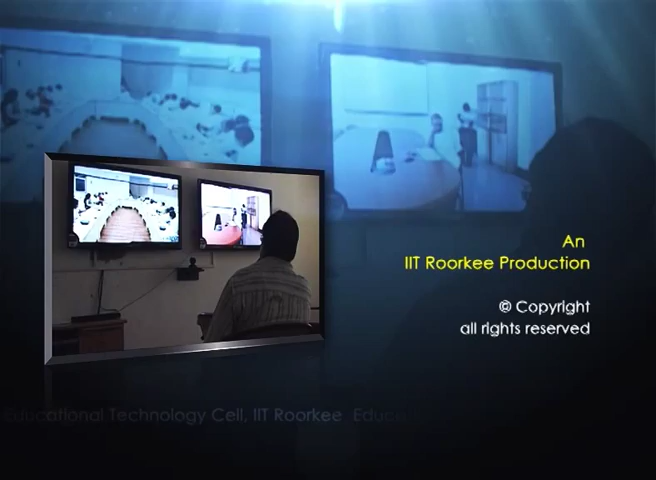 An
IIT Roorkee Production
© Copyright
all rights reserved
Educational Technology Cell, IIT Roorkee